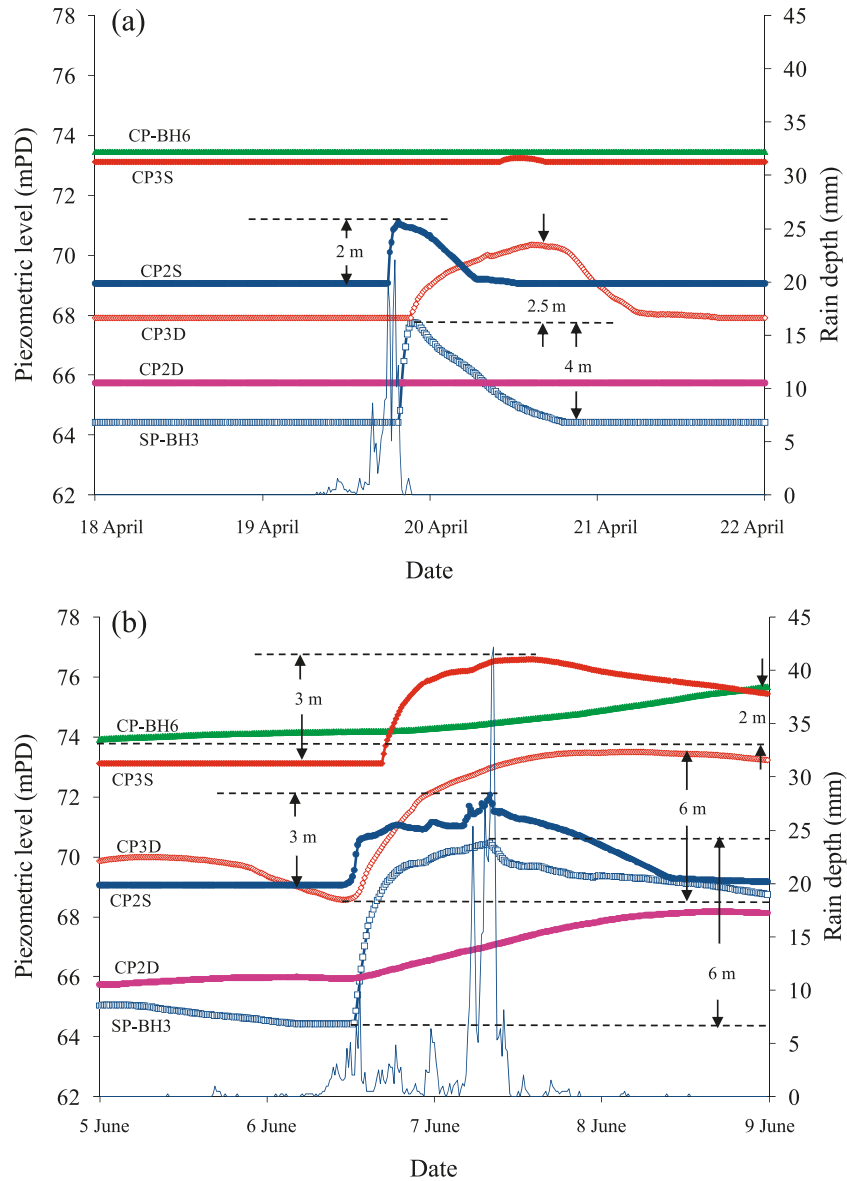 (a)
78
76
74
72
70
68
66
64
62
Piezometric level (mPD)
45
40
35
30
25
20
15
10
5
0
Rain depth (mm)
CP-BH6
CP3S
CP2S
CP3D
CP2D
SP-BH3
2 m
2.5 m
4 m
18 April
19 April
20 April
21 April
22 April
Date
(b)
78
76
74
72
70
68
66
64
62
Piezometric level (mPD)
45
40
35
30
25
20
15
10
5
0
Rain depth (mm)
CP-BH6
CP3S
CP3D
CP2S
CP2D
SP-BH3
3 m
3 m
2 m
6 m
6 m
5 June
6 June
7 June
8 June
9 June
Date